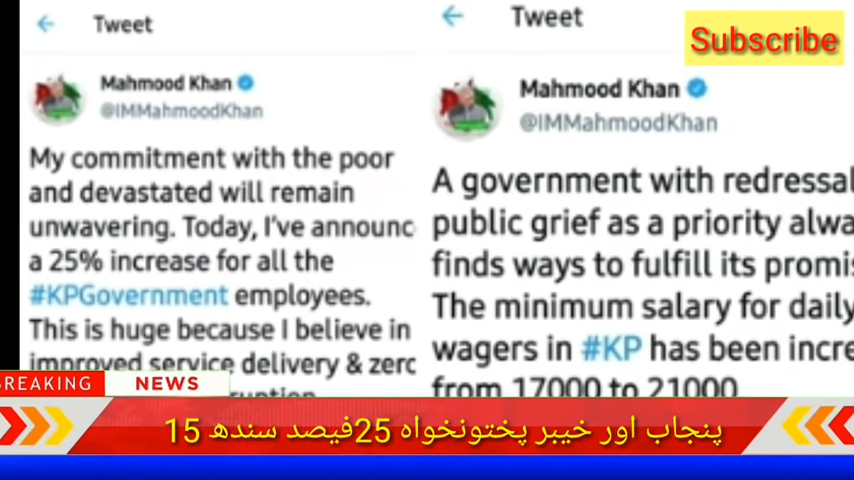 Tweet
Mahmood Khan
@IMMahmoodKhan
My commitment with the poor
and devastated will remain
unwavering. Today, I've announc
a 25% increase for all the
#KPGovernment employees.
This is huge because I believe in
improved service delivery & zero
Tweet
Mahmood Khan
@IMMahmoodKhan
A government with redressal
public grief as a priority alwa
finds ways to fulfill its promis
The minimum salary for daily
wagers in #KP has been incre
from 17000 to 21000
Subscribe
BREAKING NEWS
پنجاب اور خیبر پختونخواہ 25فیصد سندھ 15